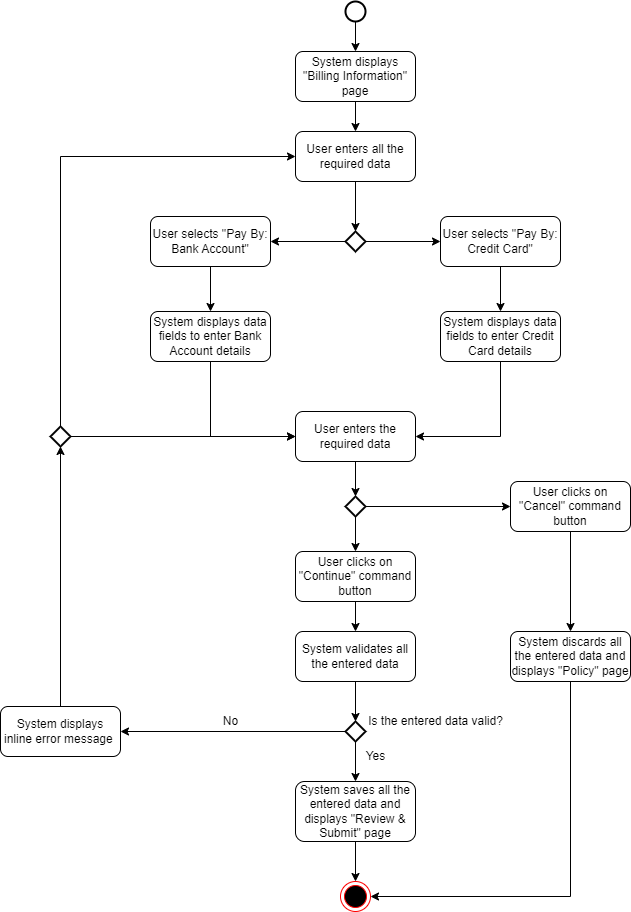 System displays
"Billing Information"
page
User enters all the
required data
User selects "Pay By:
Bank Account"
User selects "Pay By:
Credit Card"
System displays data
fields to enter Bank
Account details
System displays data
fields to enter Credit
Card details
User enters the
required data
User clicks on
"Cancel" command
button
User clicks on
"Continue" command
button
System validates all
the entered data
System discards all
the entered data and
displays "Policy" page
System displays
inline error message
No
Is the entered data valid?
Yes
System saves all the
entered data and
displays "Review &
Submit" page